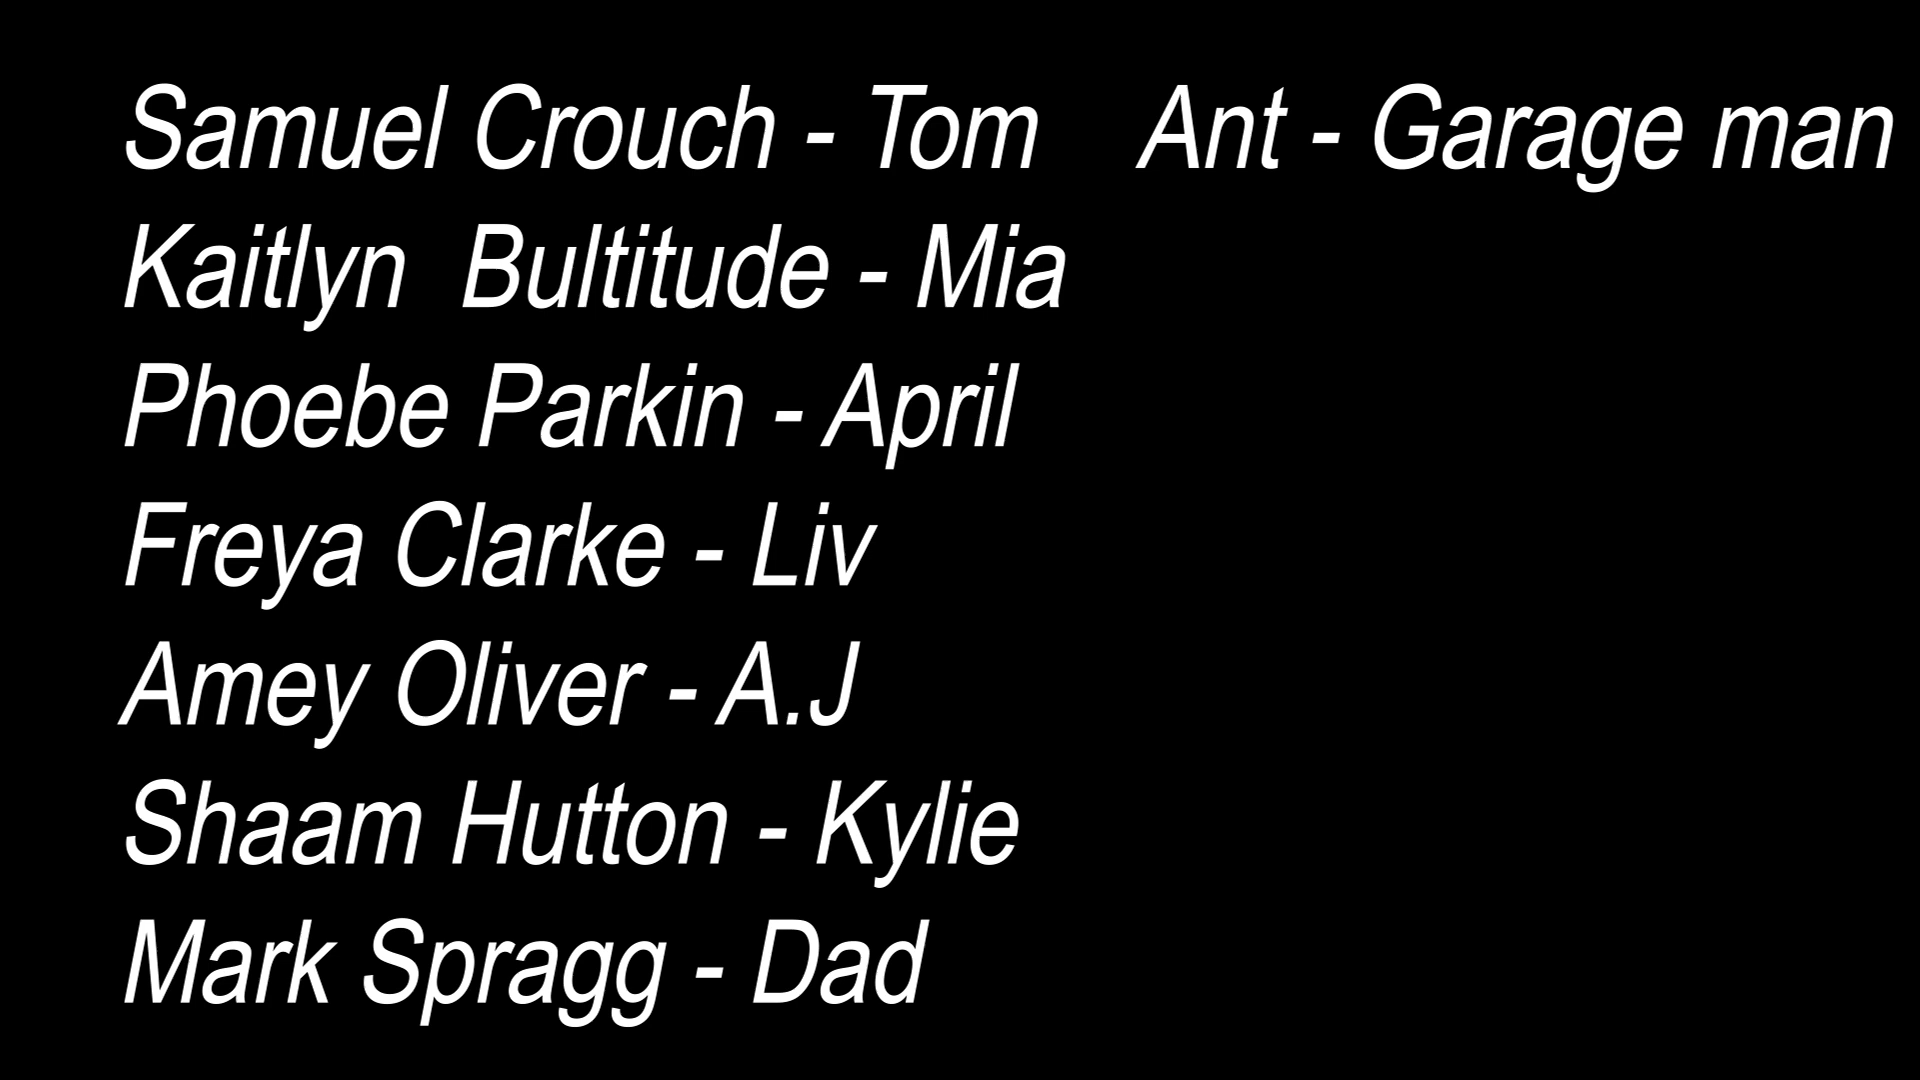 Samuel Crouch - Tom   Ant - Garage man
Kaitlyn  Bultitude - Mia
Phoebe Parkin - April
Freya Clarke - Liv
Amey Oliver - A.J
Shaam Hutton - Kylie
Mark Spragg - Dad